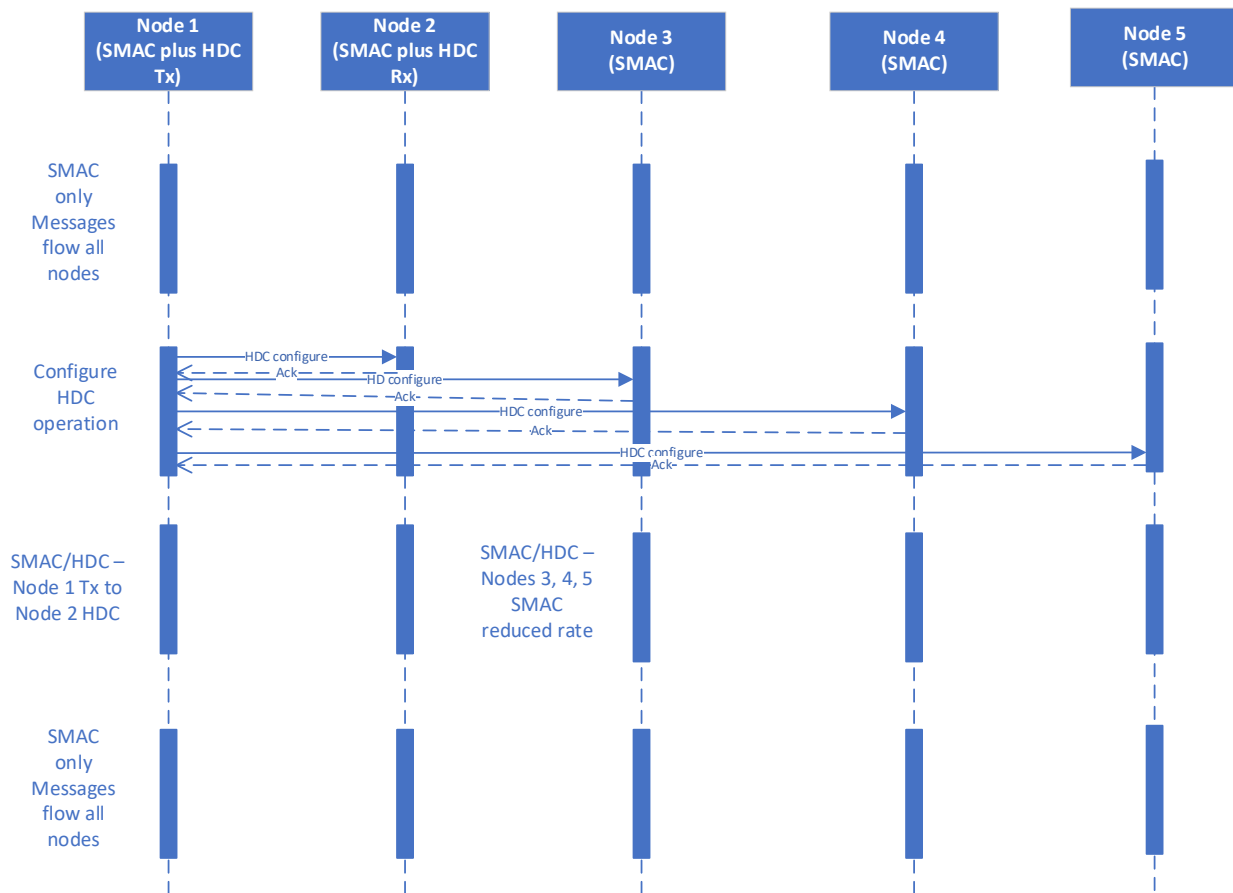 Node 1
(SMAC plus HDC
Tx)
Node 2
(SMAC plus HDC
Rx)
Node 3
(SMAC)
Node 4
(SMAC)
Node 5
(SMAC)
SMAC
only
Messages
flow all
nodes
Configure
HDC
operation
HDC configure
Ack
HD configure
Ack
HDC configure
Ack
HDC configure
Ack
SMAC/HDC –
Node 1 Tx to
Node 2 HDC
SMAC/HDC –
Nodes 3, 4, 5
SMAC
reduced rate
SMAC
only
Messages
flow all
nodes